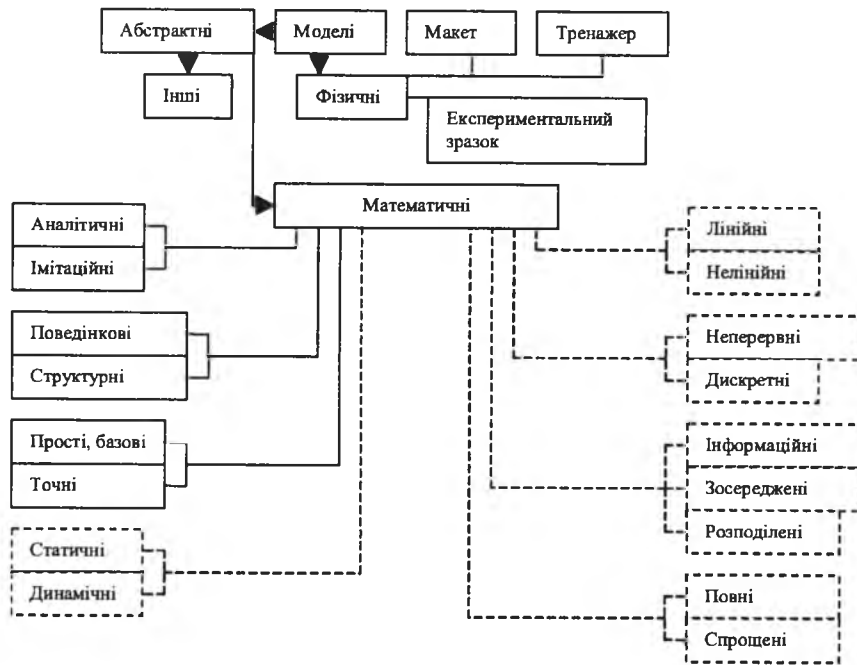 Абстрактні
Моделі
Макет
Тренажер
Інші
Фізичні
Експериментальний
зразок
Математичні
Аналітичні
Імітаційні
Поведінкові
Структурні
Прості, базові
Точні
Статичні
Динамічні
Лінійні
Нелінійні
Неперервні
Дискретні
Інформаційні
Зосереджені
Розподілені
Повні
Спрощені